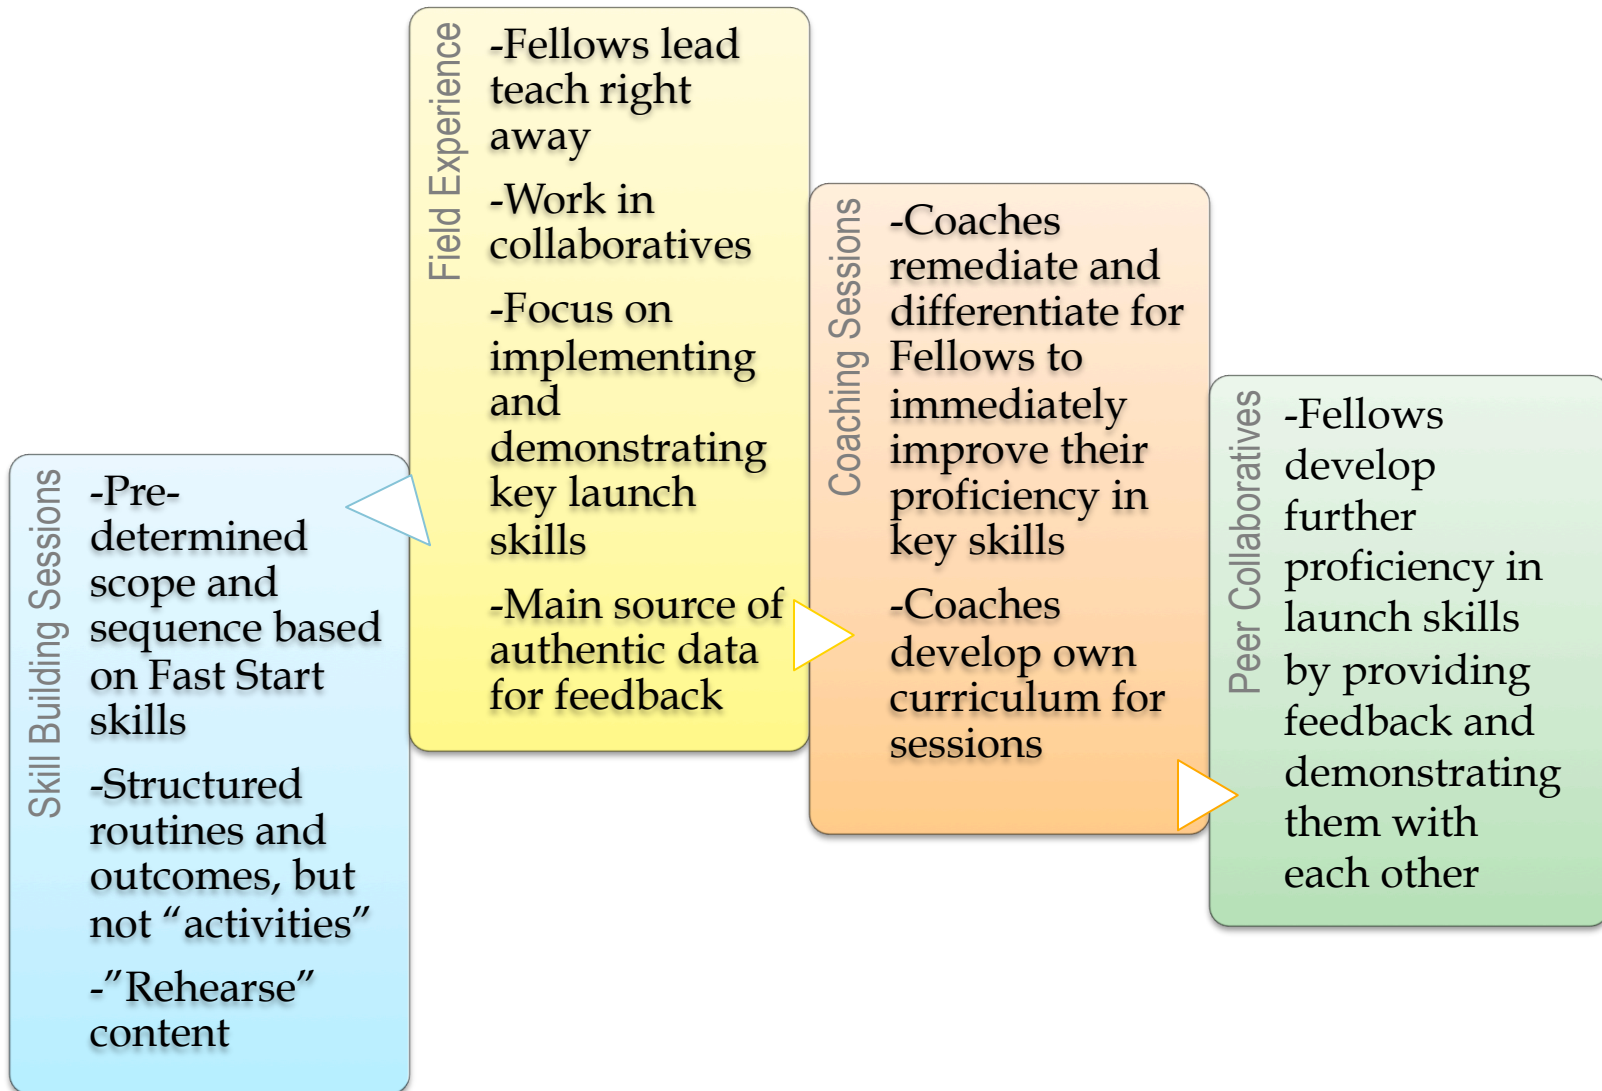 Skill Building Sessions
-Pre-
determined
scope and
sequence based
on Fast Start
skills
-Structured
routines and
outcomes, but
not “activities”
-”Rehearse”
content
Field Experience
-Fellows lead
teach right
away
-Work in
collaboratives
-Focus on
implementing
and
demonstrating
key launch
skills
-Main source of
authentic data
for feedback
Coaching Sessions
-Coaches
remediate and
differentiate for
Fellows to
immediately
improve their
proficiency in
key skills
-Coaches
develop own
curriculum for
sessions
Peer Collaboratives
-Fellows
develop
further
proficiency in
launch skills
by providing
feedback and
demonstrating
them with
each other